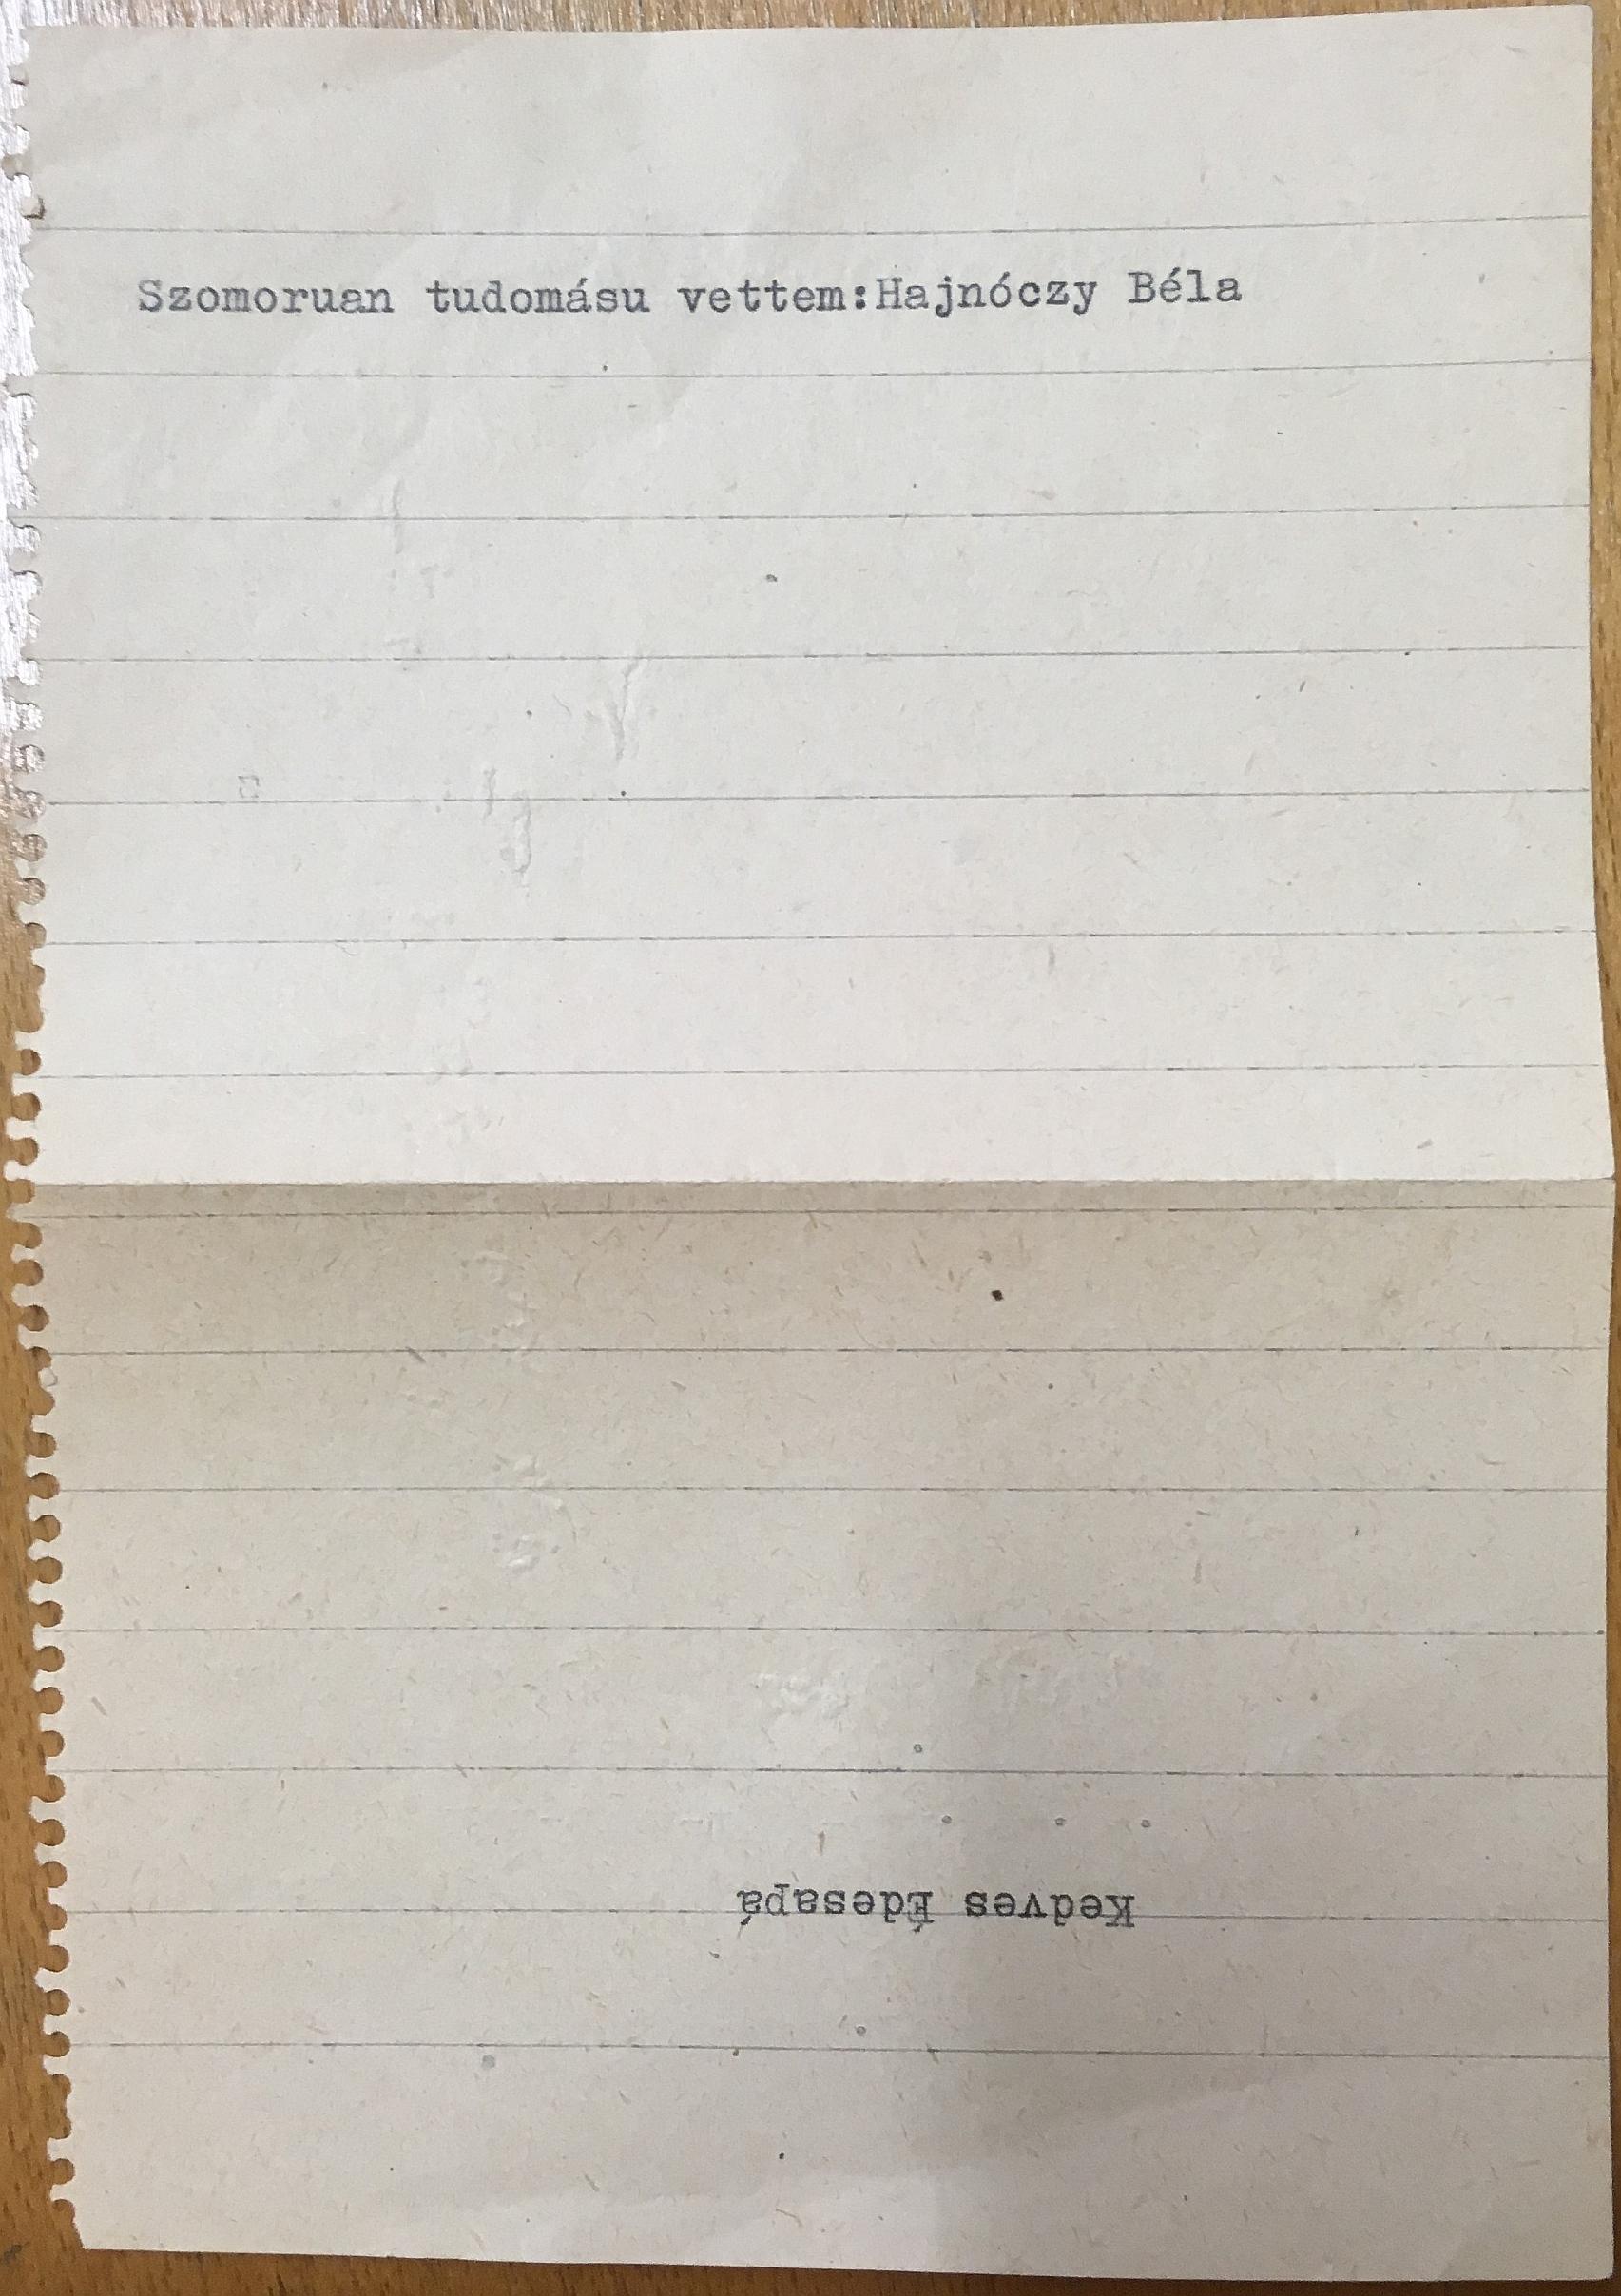 Szomoruan tudomásu vettem:Hajnóczy Béla
Kedves Édesapá